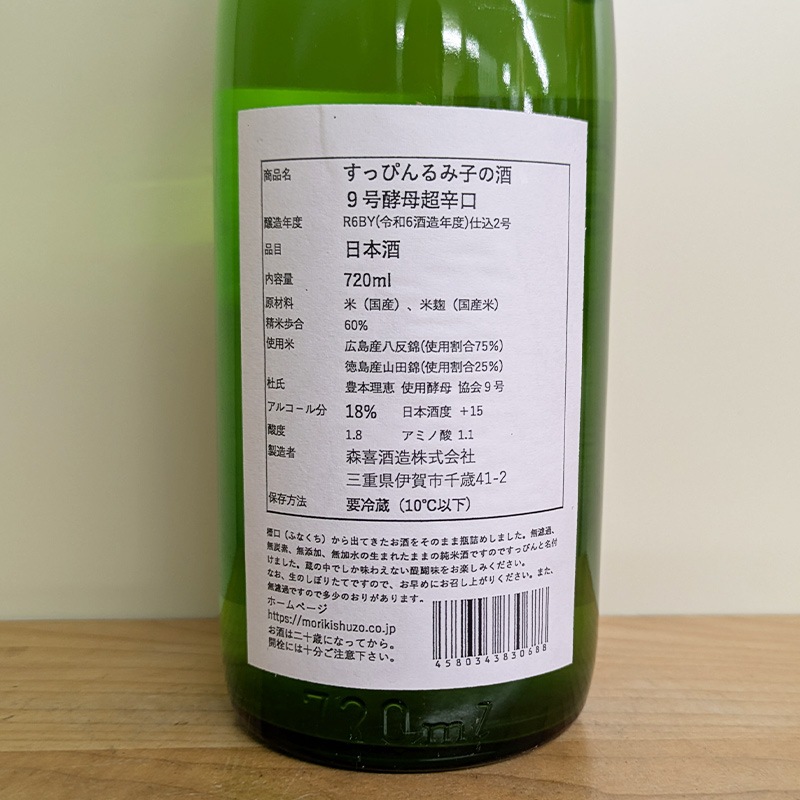 商品名 すっぴんるみ子の酒
９号酵母超辛口
醸造年度 R6BY(令和6酒造年度)仕込2号
品目 日本酒
内容量 720ml
原材料 米（国産）、米麹（国産米）
精米歩合 60%
使用米 広島産八反錦(使用割合75%)
徳島産山田錦(使用割合25%)
杜氏 豊本理恵 使用酵母 協会９号
アルコール分 18% 日本酒度 ＋15
酸度 1.8 アミノ酸 1.1
製造者 森喜酒造株式会社
三重県伊賀市千歳41-2
保存方法 要冷蔵（10℃以下）
槽口（ふなくち）から出てきたお酒をそのまま瓶詰めしました。無濾過、
無炭素、無添加、無加水の生まれたままの純米酒ですのですっぴんと名付
けました。蔵の中でしか味わえない醍醐味をお楽しみください。
なお、生のしぼりたてですので、お早めにお召し上がりください。また、
無濾過ですので多少のおりがあります。
ホームページ
https://morikishuzo.co.jp
お酒は二十歳になってから。
開栓には十分ご注意下さい。
4580343830688
720ml